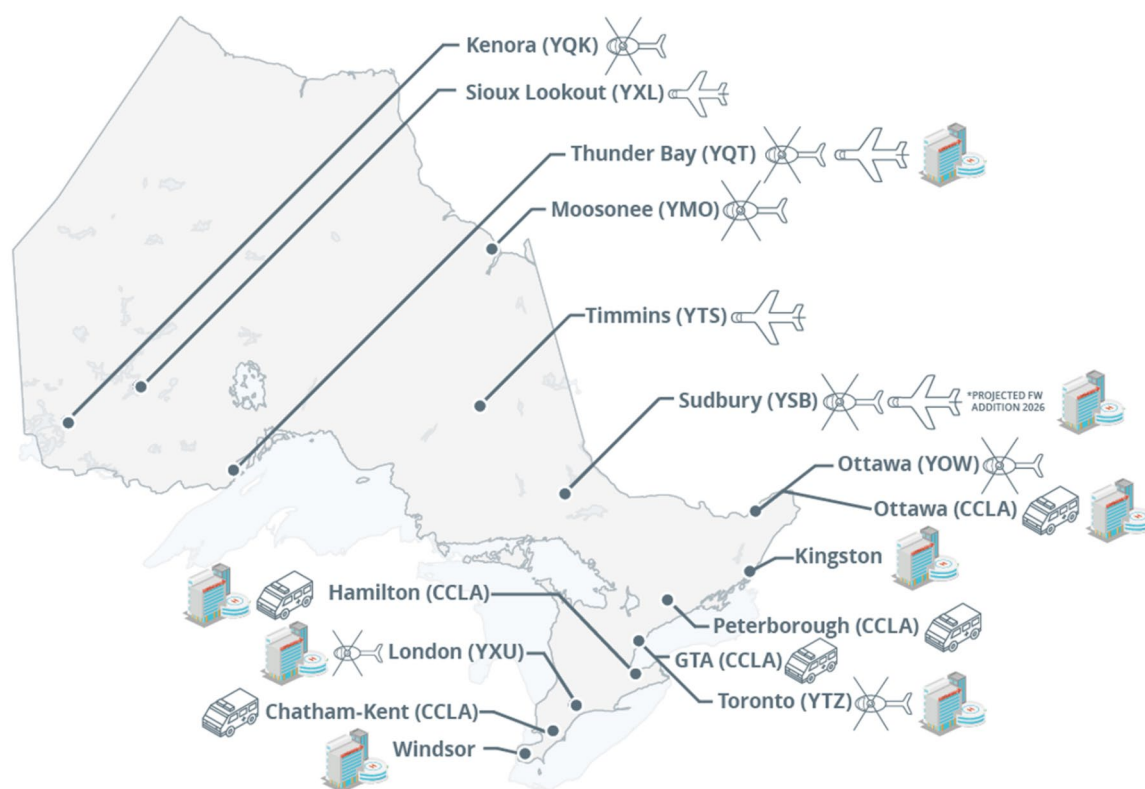 Kenora (YQK)
Sioux Lookout (YXL)
Thunder Bay (YQT)
Moosonee (YMO)
Timmins (YTS)
Sudbury (YSB)
*PROJECTED FW
ADDITION 2026
Ottawa (YOW)
Ottawa (CCLA)
Kingston
Hamilton (CCLA)
Peterborough (CCLA)
London (YXU)
GTA (CCLA)
Toronto (YTZ)
Chatham-Kent (CCLA)
Windsor